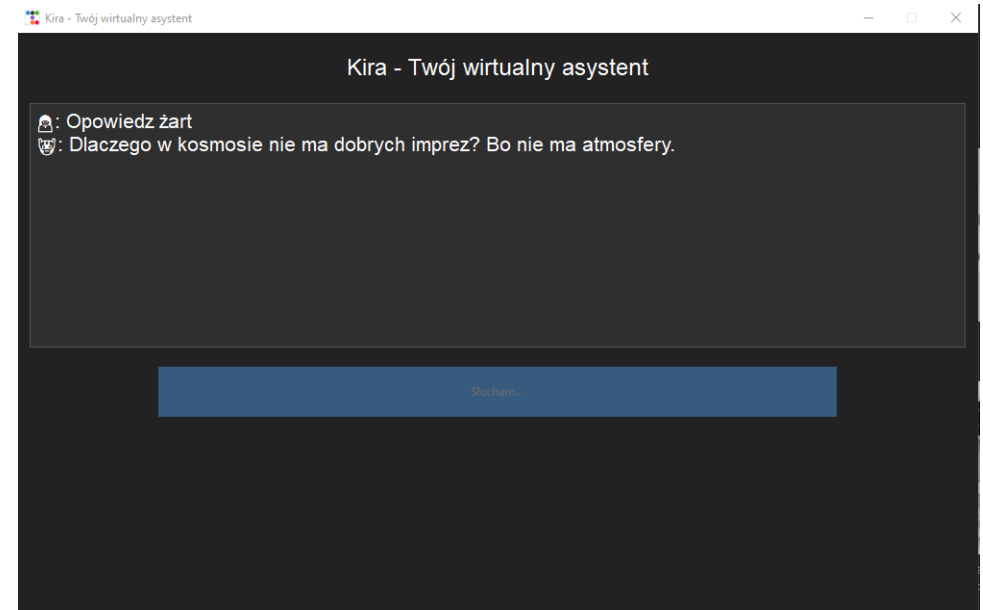 Kira - Twój wirtualny asystent
Kira - Twój wirtualny asystent
: Opowiedz żart
: Dlaczego w kosmosie nie ma dobrych imprez? Bo nie ma atmosfery.
Słucham...